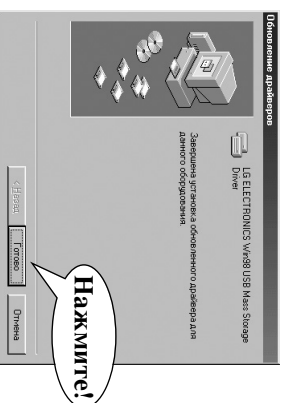 Обновление драйверов
LG ELECTRONICS Win98 USB Mass Storage
Driver
Завершена установка обновленного драйвера для
данного оборудования.
< Назад
Готово
Отмена
Нажмите!